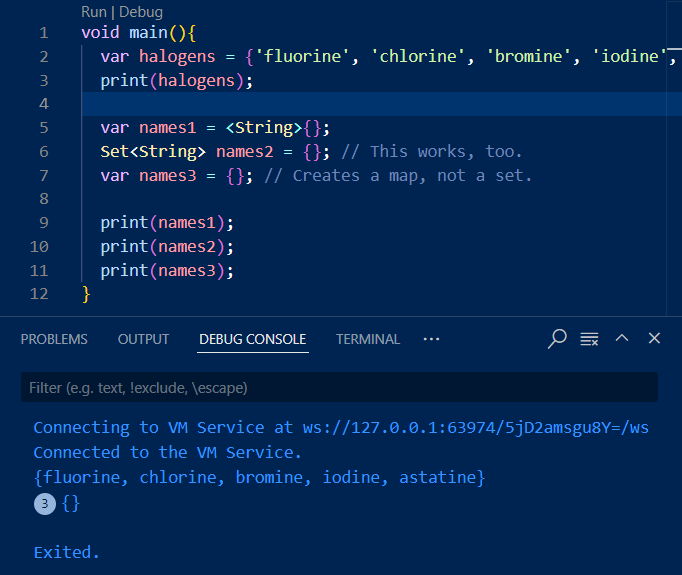 Run | Debug
1 void main(){
2 var halogens = {'fluorine', 'chlorine', 'bromine', 'iodine',
3 print(halogens);
4
5 var names1 = <String>{};
6 Set<String> names2 = {}; // This works, too.
7 var names3 = {}; // Creates a map, not a set.
8
9 print(names1);
10 print(names2);
11 print(names3);
12 }
PROBLEMS OUTPUT DEBUG CONSOLE TERMINAL ···
Filter (e.g. text, !exclude, \escape)
Connecting to VM Service at ws://127.0.0.1:63974/5jD2amsgu8Y=/ws
Connected to the VM Service.
{fluorine, chlorine, bromine, iodine, astatine}
3 {}
Exited.